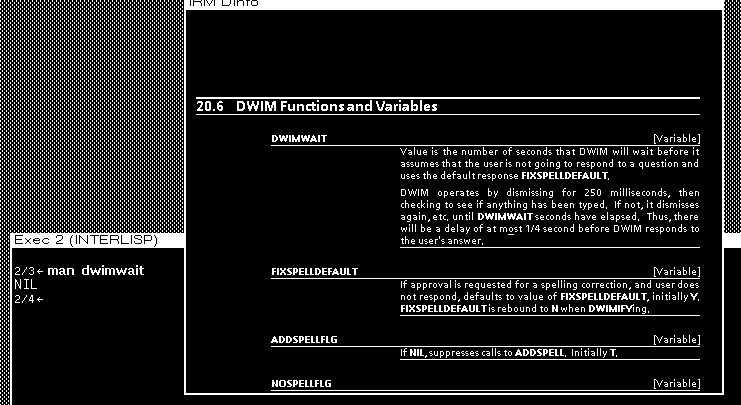 IRM DInfo
20.6 DWIM Functions and Variables
DWIMWAIT [Variable]
Value is the number of seconds that DWIM will wait before it
assumes that the user is not going to respond to a question and
uses the default response FIXSPELLDEFAULT.
DWIM operates by dismissing for 250 milliseconds, then
checking to see if anything has been typed. If not, it dismisses
again, etc. until DWIMWAIT seconds have elapsed. Thus, there
will be a delay of at most 1/4 second before DWIM responds to
the user's answer.
FIXSPELLDEFAULT [Variable]
If approval is requested for a spelling correction, and user does
not respond, defaults to value of FIXSPELLDEFAULT, initially Y.
FIXSPELLDEFAULT is rebound to N when DWIMIFYing.
ADDSPELLFLG [Variable]
If NIL, suppresses calls to ADDSPELL. Initially T.
NOSPELLFLG [Variable]
Exec 2 (INTERLISP)
2/3← man dwimwait
NIL
2/4←